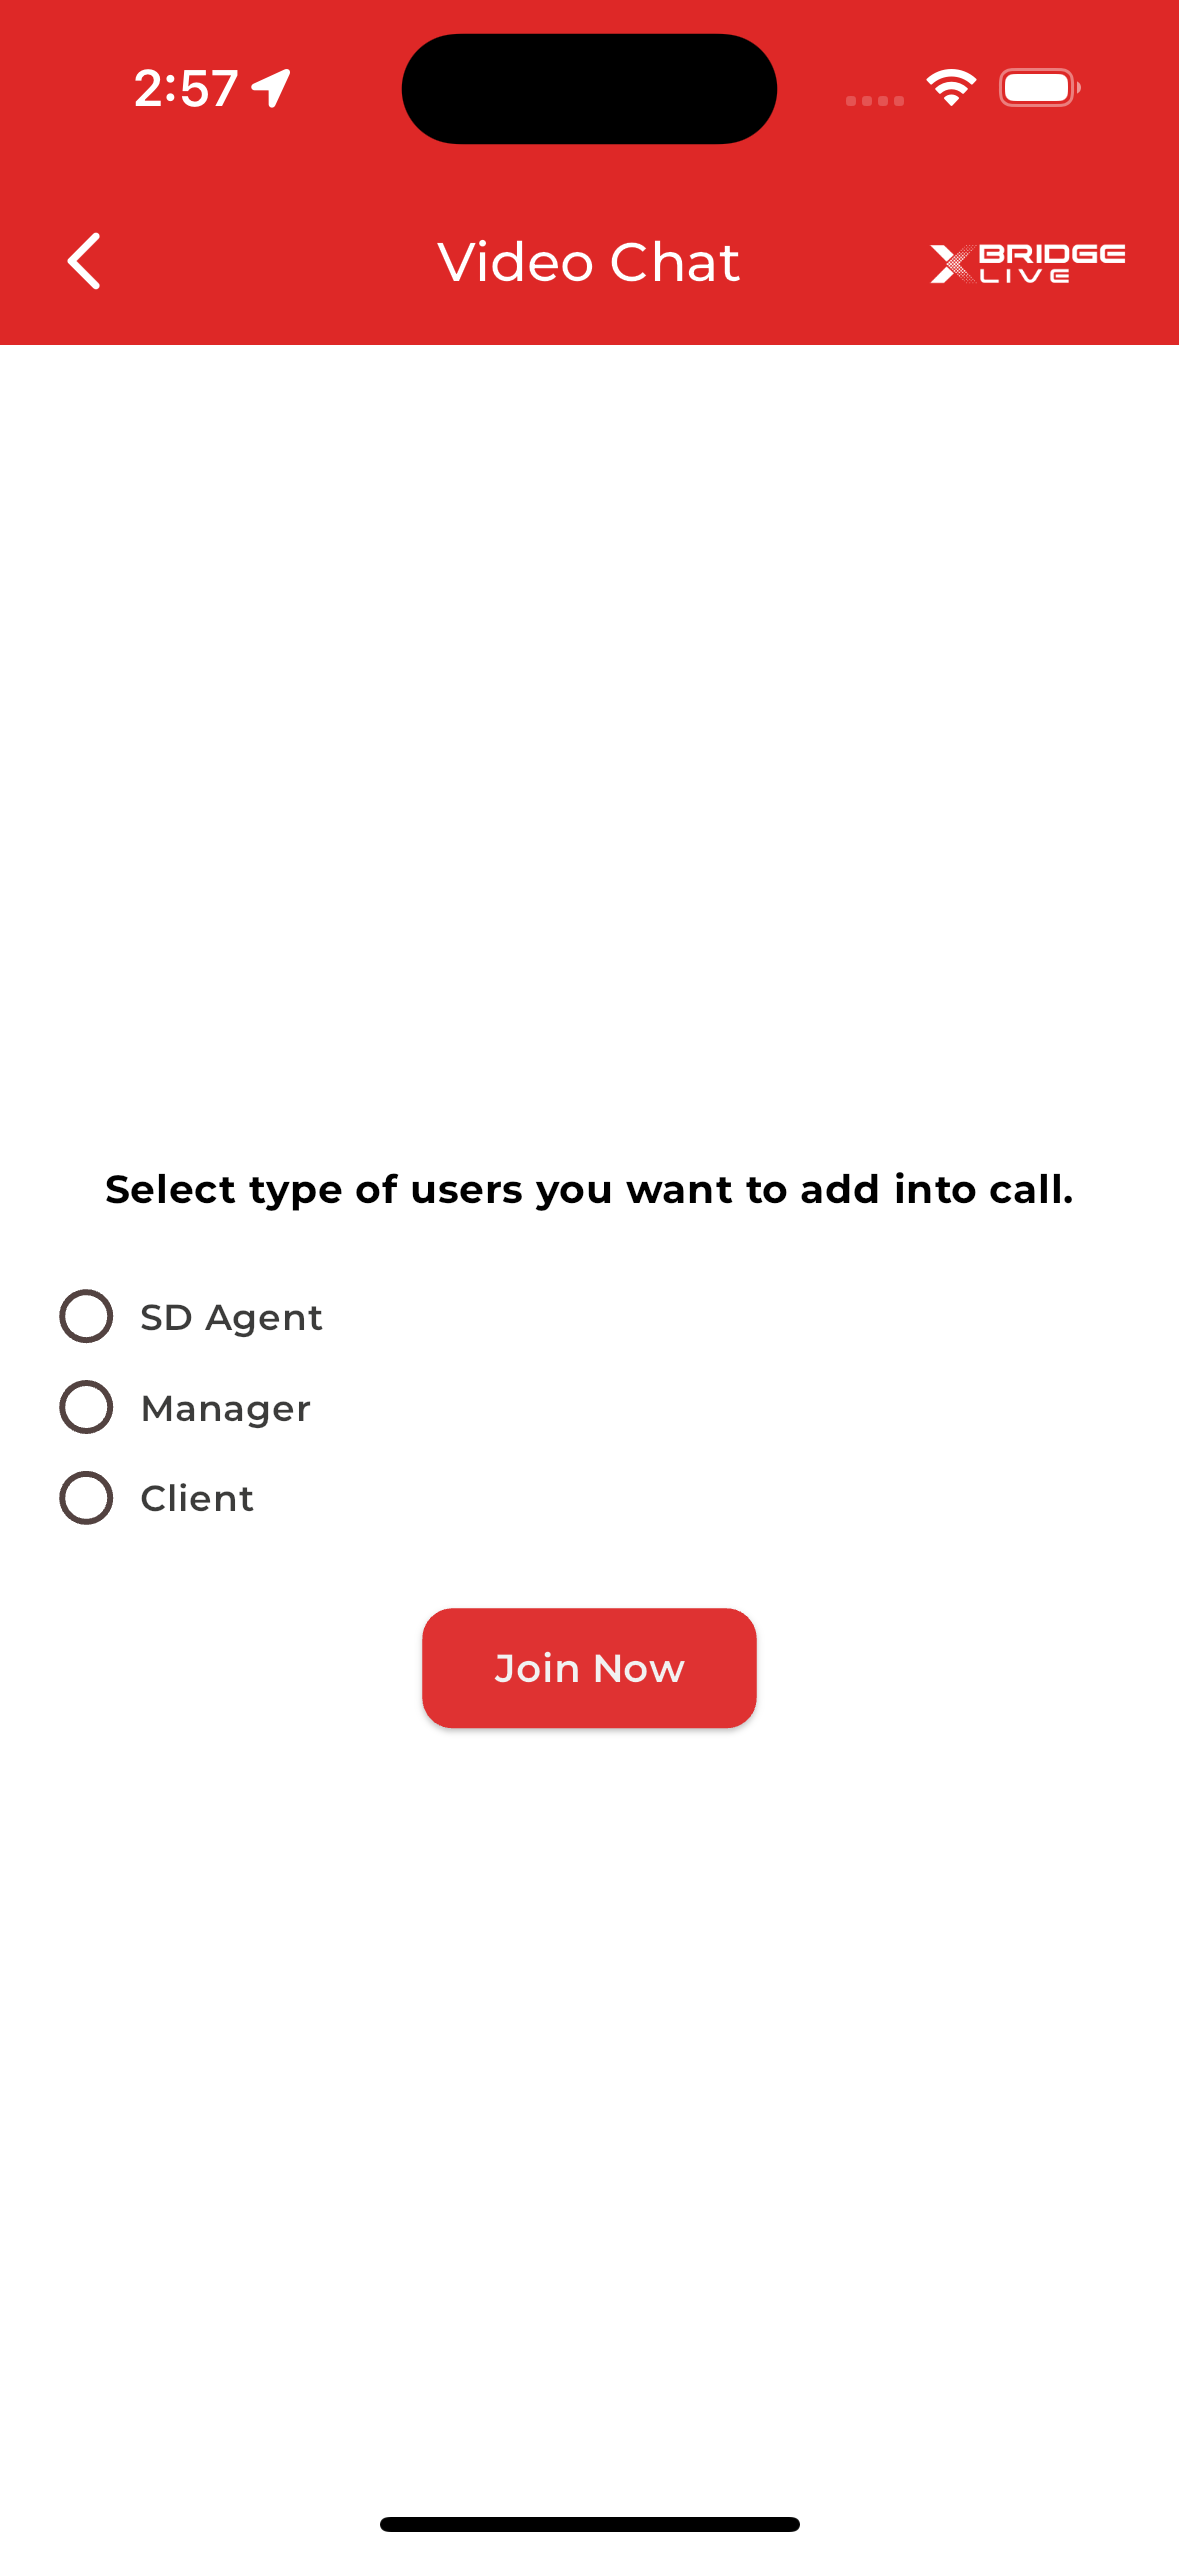 2:57
Video Chat
XBRIDGE
LIVE
Select type of users you want to add into call.
SD Agent
Manager
Client
Join Now